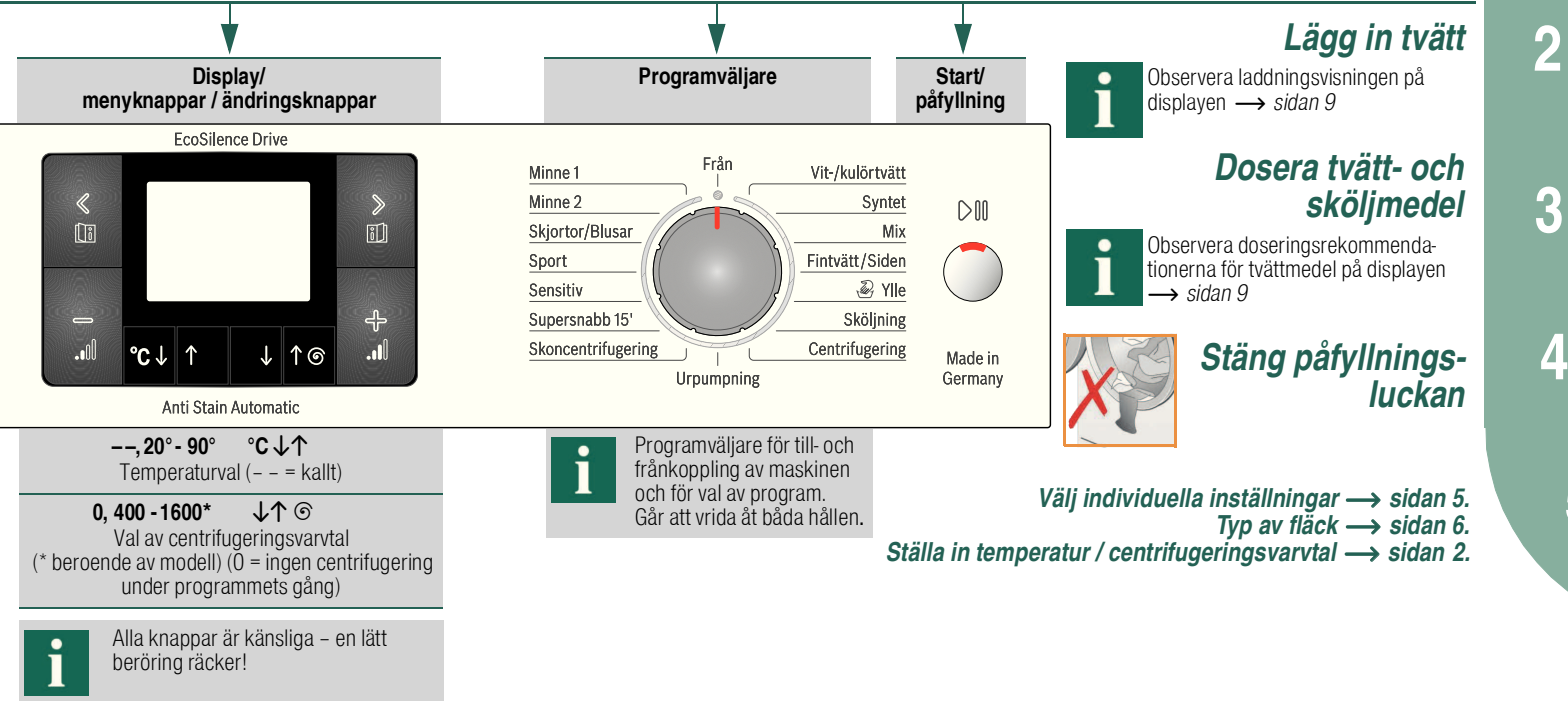 Display/
menyknappar / ändringsknappar
EcoSilence Drive
°C ↓ ↑ ↓ ↑
Anti Stain Automatic
– –, 20° - 90° °C ↓↑
Temperaturval (– – = kallt)
0, 400 - 1600* ↓↑
Val av centrifugeringsvarvtal
(* beroende av modell) (0 = ingen centrifugering
under programmets gång)
i
Alla knappar är känsliga – en lätt
beröring räcker!
Programväljare
Från
Minne 1
Minne 2
Skjortor/Blusar
Sport
Sensitiv
Supersnabb 15'
Skoncentrifugering
Vit-/kulörtvätt
Syntet
Mix
Fintvätt/Siden
Ylle
Sköljning
Centrifugering
Urpumpning
i
Programväljare för till- och
frånkoppling av maskinen
och för val av program.
Går att vrida åt båda hållen.
Start/
påfyllning
Made in
Germany
Lägg in tvätt
i
Observera laddningsvisningen på
displayen → sidan 9
Dosera tvätt- och
sköljmedel
i
Observera doseringsrekommenda-
tionerna för tvättmedel på displayen
→ sidan 9
Stäng påfyllnings-
luckan
Välj individuella inställningar → sidan 5.
Typ av fläck → sidan 6.
Ställa in temperatur / centrifugeringsvarvtal → sidan 2.
2
3
4